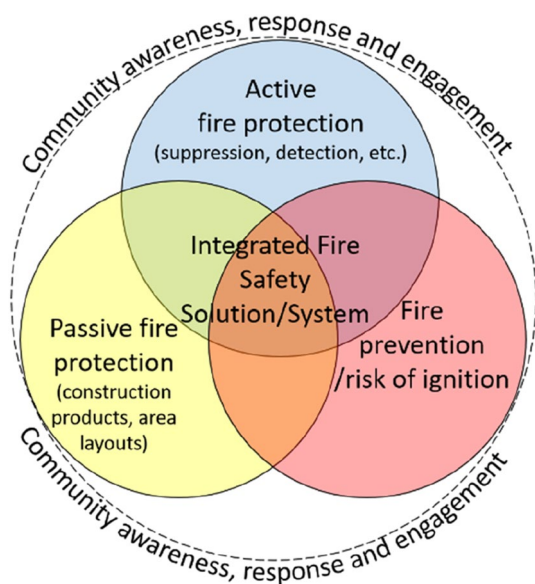 Community awareness, response and engagement
Active
fire protection
(suppression, detection, etc.)
Integrated Fire
Safety
Solution/System
Passive fire
protection
(construction
products, area
layouts)
Fire
prevention
/risk of ignition
Community awareness, response and engagement